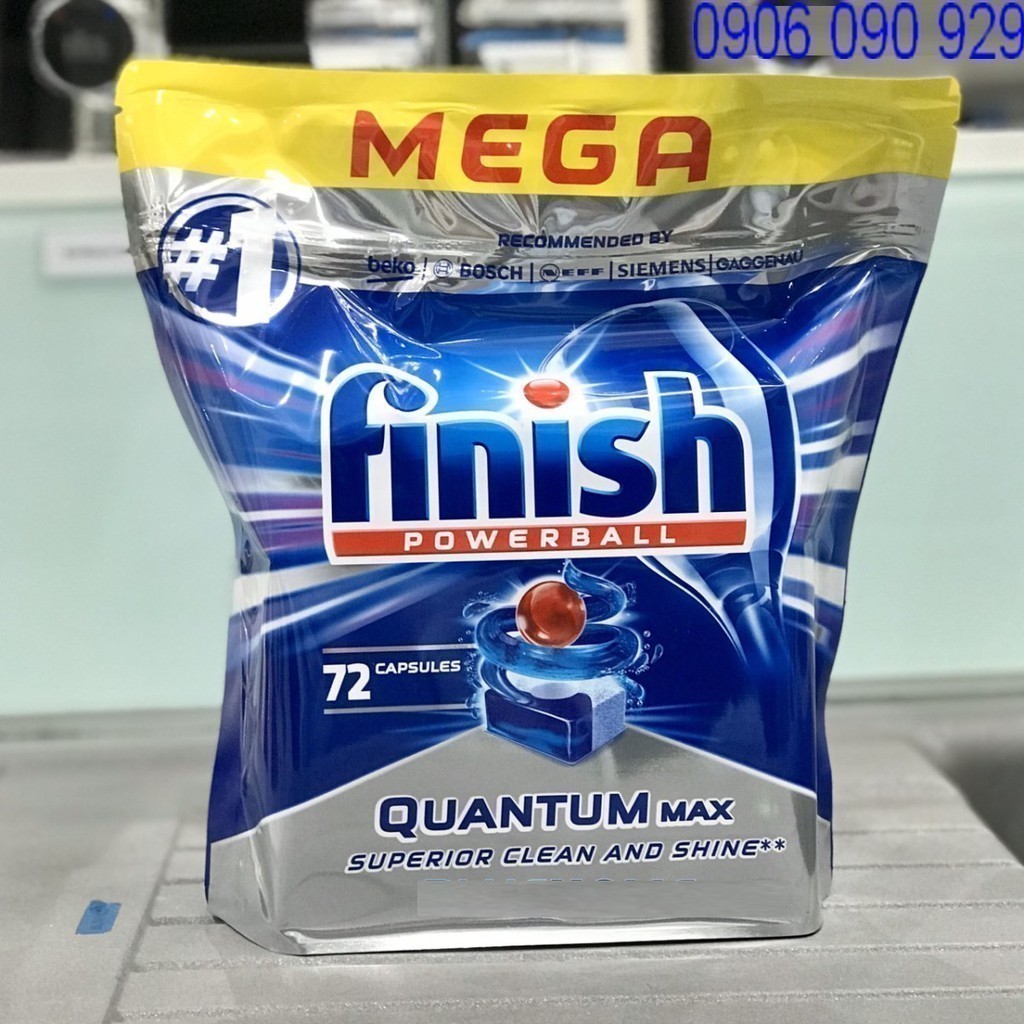 0906 090 929
MEGA
#1
RECOMMENDED BY
beko | BOSCH | NEFF | SIEMENS | GAGGENAU
finish
POWERBALL
72 CAPSULES
QUANTUM MAX
SUPERIOR CLEAN AND SHINE**